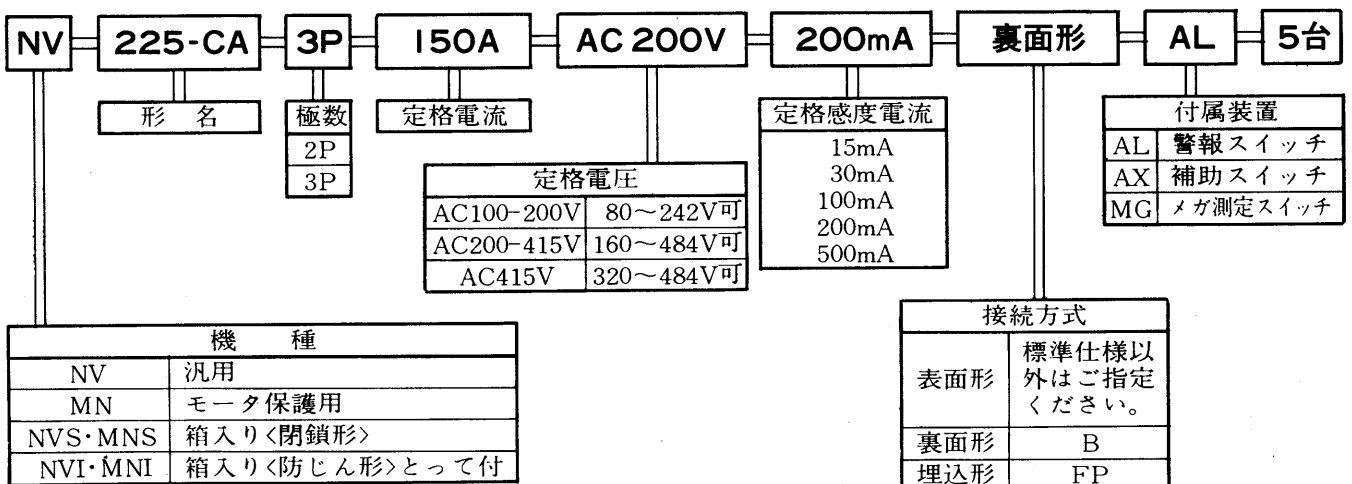 NV 225-CA 3P 150A AC 200V 200mA 裏面形 AL 5台
形 名
極数
2P
3P
定格電流
定格電圧
AC100-200V 80～242V可
AC200-415V 160～484V可
AC415V 320～484V可
定格感度電流
15mA
30mA
100mA
200mA
500mA
付属装置
AL 警報スイッチ
AX 補助スイッチ
MG メガ測定スイッチ
機 種
NV 汎用
MN モータ保護用
NVS・MNS 箱入り<閉鎖形>
NVI・MNI 箱入り<防じん形>とって付
接続方式
表面形 標準仕様以
外はご指定
ください。
裏面形 B
埋込形 FP